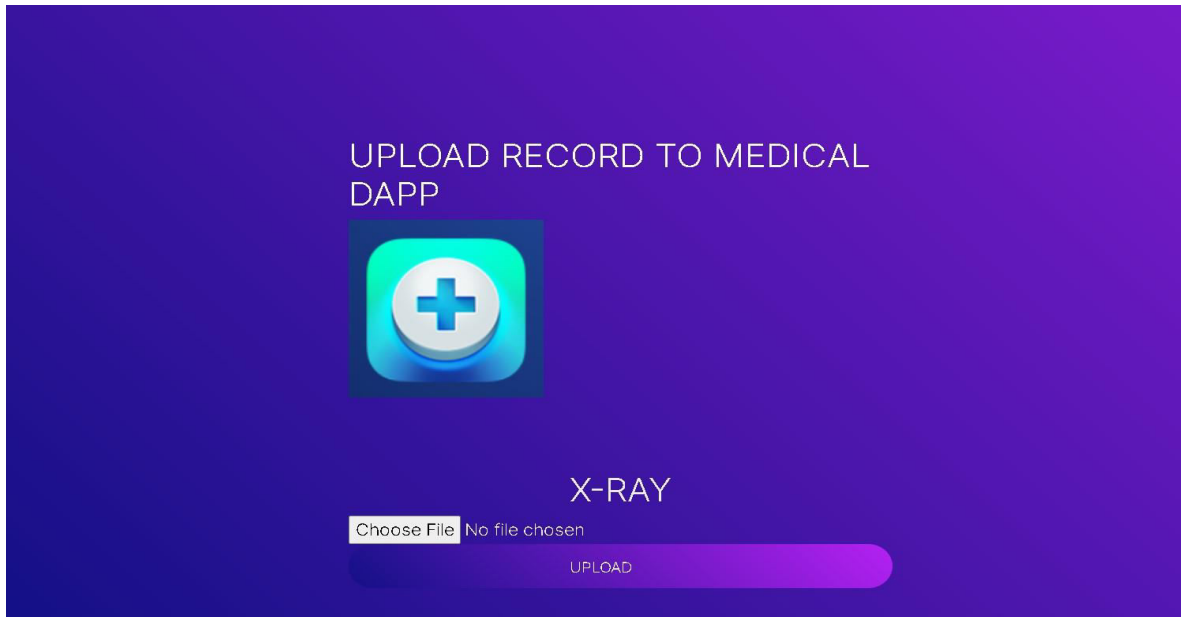 UPLOAD RECORD TO MEDICAL
DAPP
X-RAY
Choose File No file chosen
UPLOAD